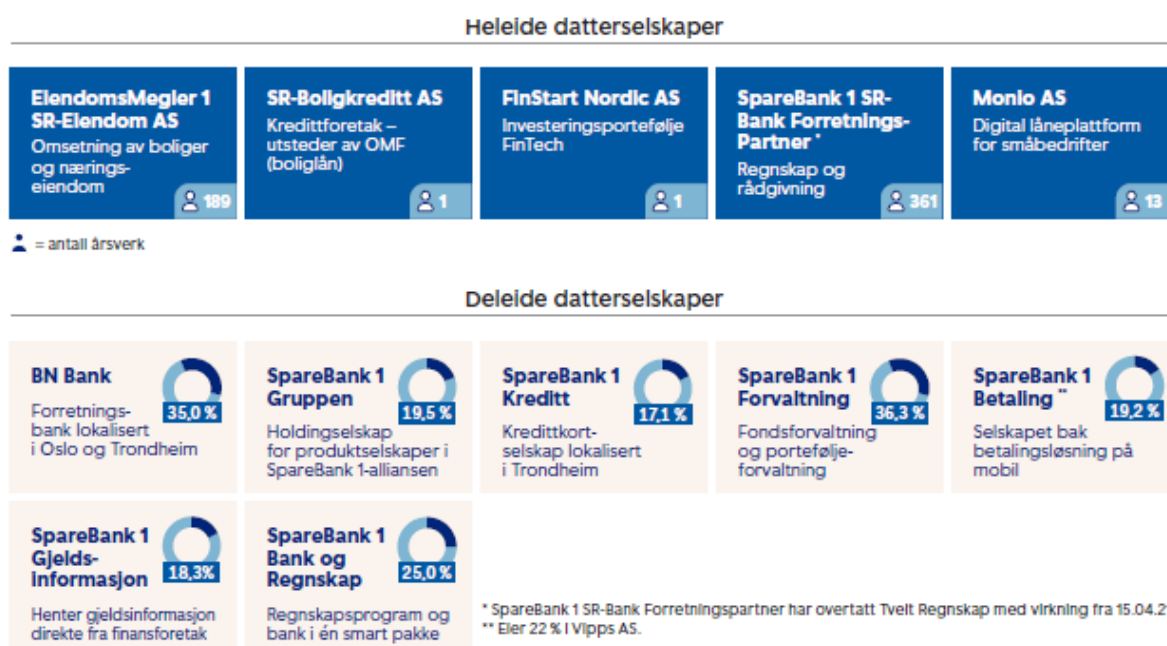 Heleide datterselskaper
EiendomsMegler 1
SR-Eiendom AS
Omsetning av boliger
og nærings-
eiendom
189
SR-Boligkreditt AS
Kredittforetak –
utsteder av OMF
(boliglån)
1
FinStart Nordic AS
Investeringsportefølje
FinTech
1
SpareBank 1 SR-
Bank Forretnings-
Partner *
Regnskap og
rådgivning
361
Monio AS
Digital låneplattform
for småbedrifter
13
= antall årsverk
Deleide datterselskaper
BN Bank
35,0 %
Forretnings-
bank lokalisert
i Oslo og Trondheim
SpareBank 1
Gruppen
19,5 %
Holdingselskap
for produktselskaper i
SpareBank 1-alliansen
SpareBank 1
Kreditt
17,1 %
Kredittkort-
selskap lokalisert
i Trondheim
SpareBank 1
Forvaltning
36,3 %
Fondsforvaltning
og portefølje-
forvaltning
SpareBank 1
Betaling **
19,2 %
Selskapet bak
betalingsløsning på
mobil
SpareBank 1
Gjelds-
informasjon
18,3%
Henter gjeldsinformasjon
direkte fra finansforetak
SpareBank 1
Bank og
Regnskap
25,0 %
Regnskapsprogram og
bank i én smart pakke
* SpareBank 1 SR-Bank Forretningspartner har overtatt Tveit Regnskap med virkning fra 15.04.2
** Eier 22 % i Vipps AS.